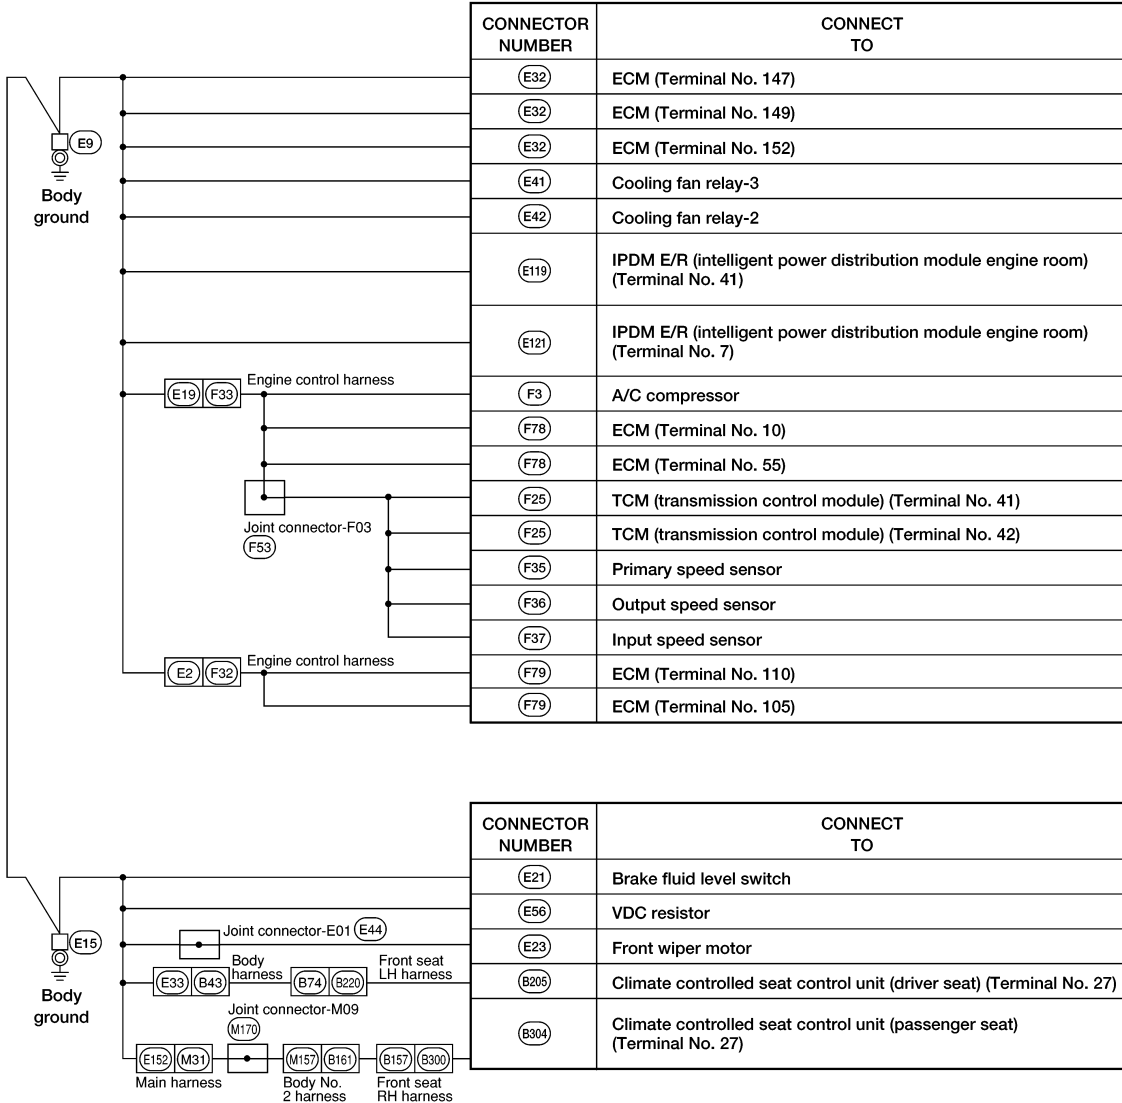 CONNECTOR
NUMBER
CONNECT
TO
E32
ECM (Terminal No. 147)
E32
ECM (Terminal No. 149)
E9
Body
ground
E32
ECM (Terminal No. 152)
E41
Cooling fan relay-3
E42
Cooling fan relay-2
E119
IPDM E/R (intelligent power distribution module engine room)
(Terminal No. 41)
E121
IPDM E/R (intelligent power distribution module engine room)
(Terminal No. 7)
E19
F33
Engine control harness
F3
A/C compressor
F78
ECM (Terminal No. 10)
F78
ECM (Terminal No. 55)
Joint connector-F03
F53
F25
TCM (transmission control module) (Terminal No. 41)
F25
TCM (transmission control module) (Terminal No. 42)
F35
Primary speed sensor
F36
Output speed sensor
F37
Input speed sensor
E2
F32
Engine control harness
F79
ECM (Terminal No. 110)
F79
ECM (Terminal No. 105)
CONNECTOR
NUMBER
CONNECT
TO
E21
Brake fluid level switch
E56
VDC resistor
E15
Body
ground
Joint connector-E01
E44
E23
Front wiper motor
E33
B43
Body
harness
B74
B220
Front seat
LH harness
B205
Climate controlled seat control unit (driver seat) (Terminal No. 27)
Joint connector-M09
M170
E152
M31
Main harness
M157
B161
Body No.
2 harness
B157
B300
Front seat
RH harness
B304
Climate controlled seat control unit (passenger seat)
(Terminal No. 27)